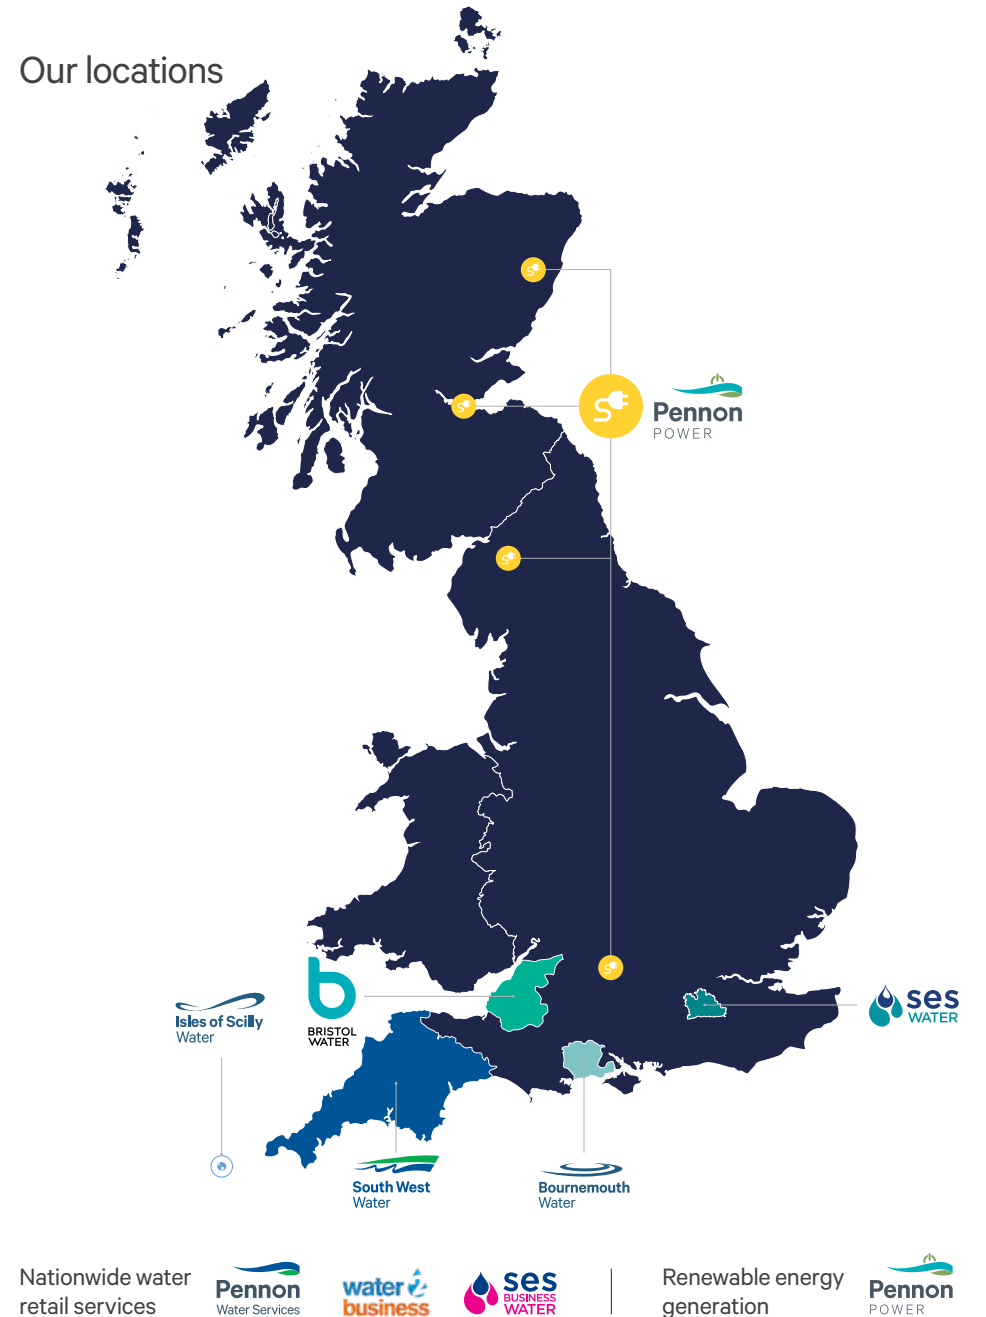 Our locations
Pennon
POWER
Isles of Scilly
Water
BRISTOL
WATER
ses
WATER
South West
Water
Bournemouth
Water
Nationwide water
retail services
Pennon
Water Services
water2
business
ses
BUSINESS
WATER
Renewable energy
generation
Pennon
POWER